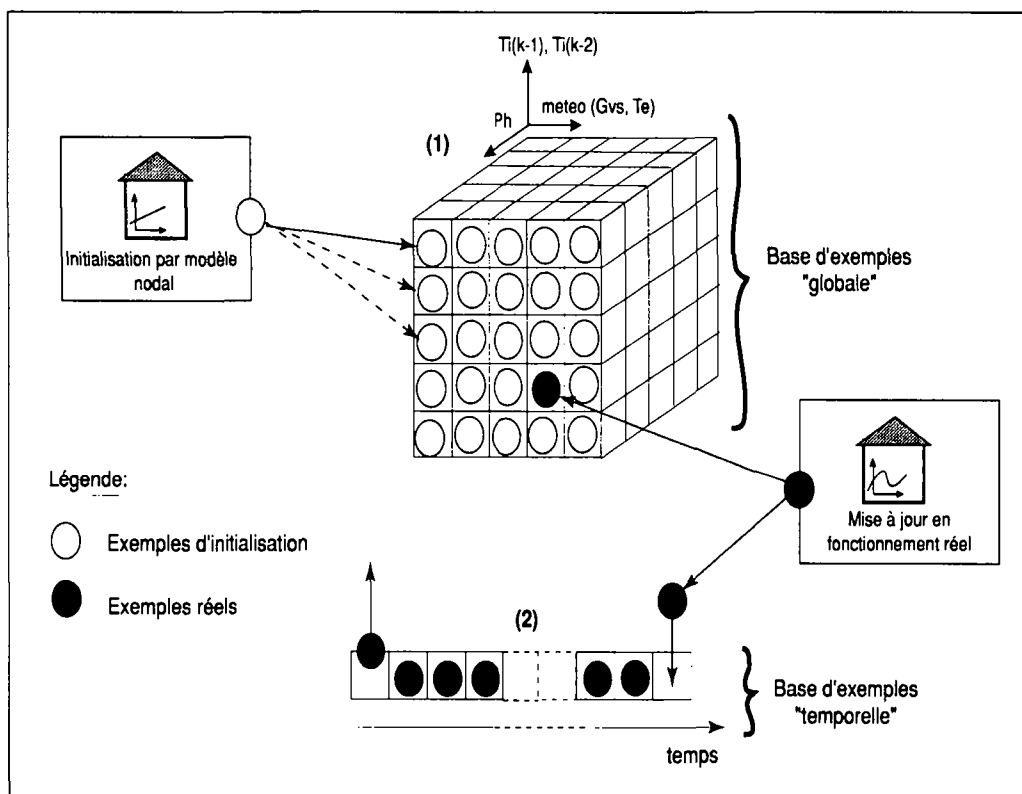 Ti(k-1), Ti(k-2)
meteo (Gvs, Te)
Ph
(1)
Initialisation par modèle
nodal
Base d'exemples
"globale"
Légende:
Exemples d'initialisation
Exemples réels
Mise à jour en
fonctionnement réel
(2)
Base d'exemples
"temporelle"
temps